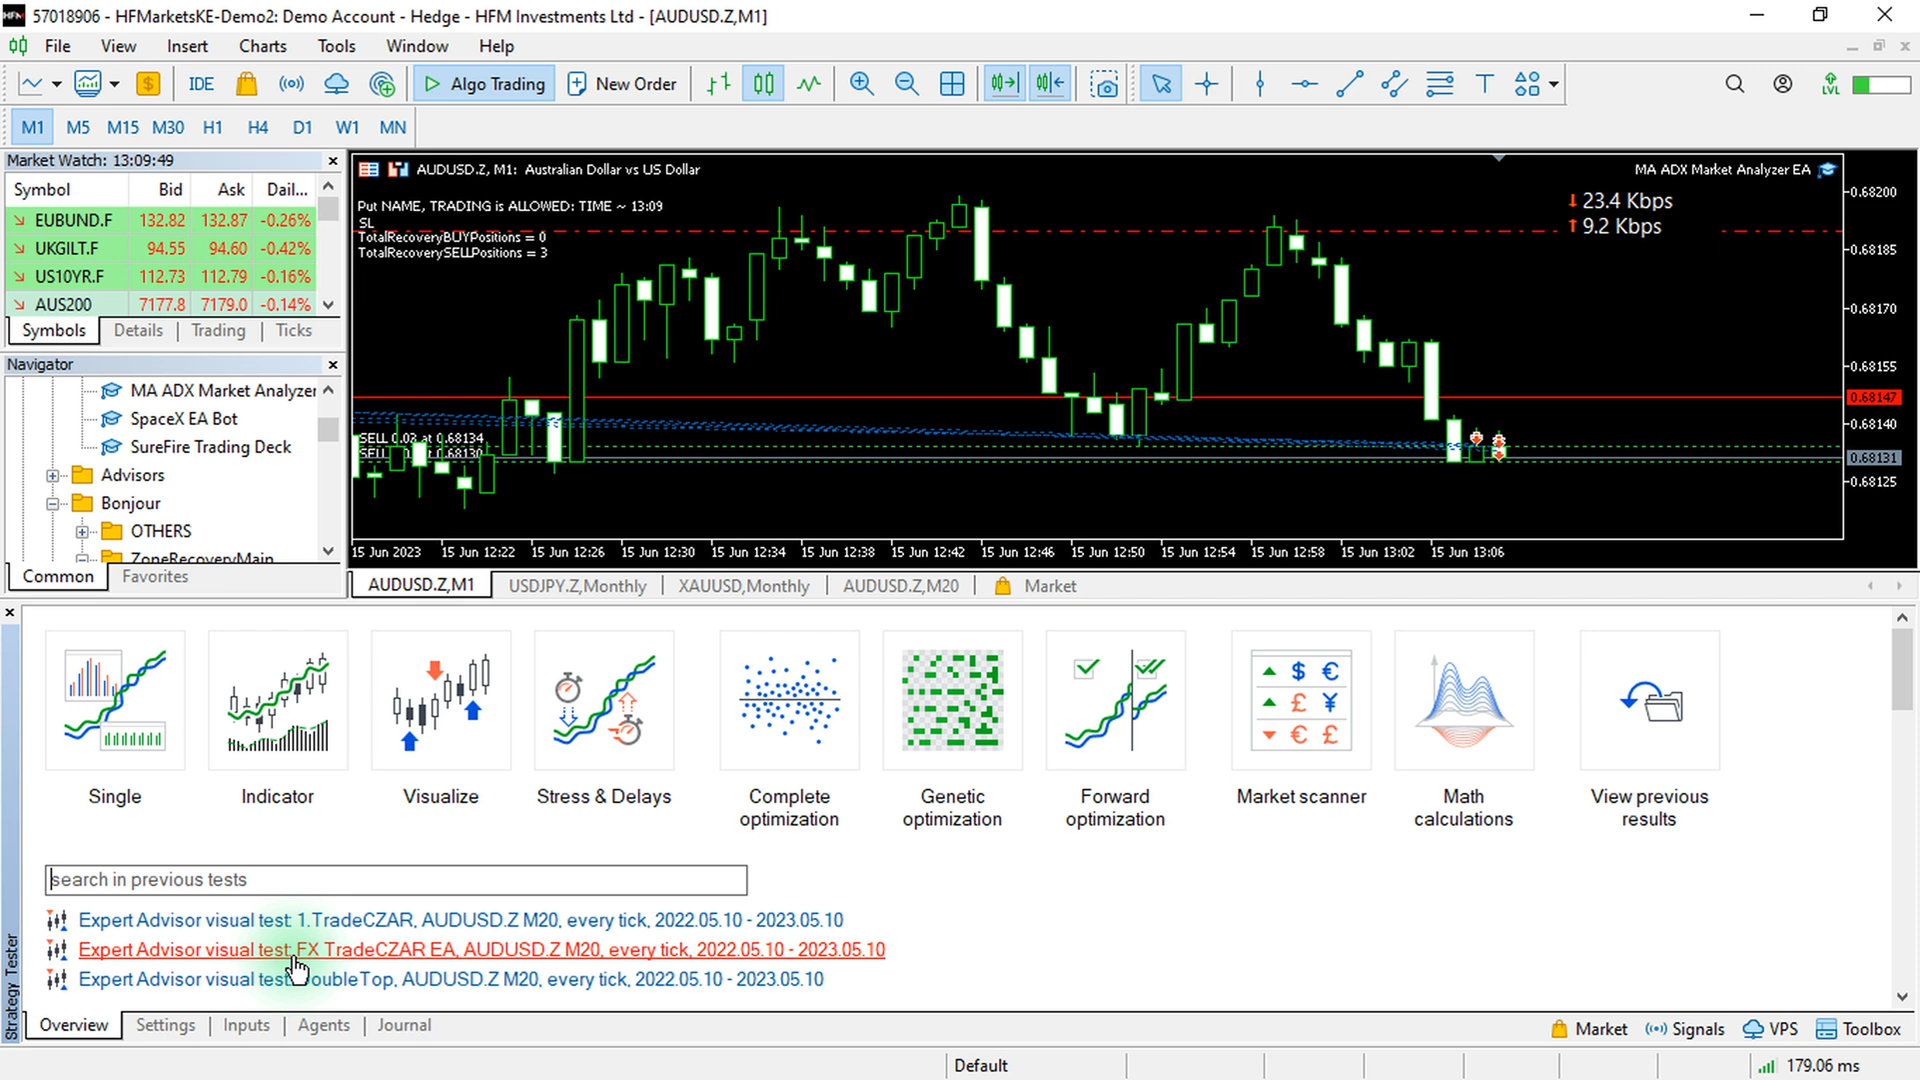 57018906 - HFMarketsKE-Demo2: Demo Account - Hedge - HFM Investments Ltd - [AUDUSD.Z,M1]
File View Insert Charts Tools Window Help
IDE Algo Trading New Order LVL
M1 M5 M15 M30 H1 H4 D1 W1 MN
Market Watch: 13:09:49
Symbol Bid Ask Dail...
EUBUND.F 132.82 132.87 -0.26%
UKGILT.F 94.55 94.60 -0.42%
US10YR.F 112.73 112.79 -0.16%
AUS200 7177.8 7179.0 -0.14%
Symbols Details Trading Ticks
Navigator
MA ADX Market Analyzer
SpaceX EA Bot
SureFire Trading Deck
Advisors
Bonjour
OTHERS
ZoneRecoveryMain
Common Favorites
AUDUSD.Z, M1: Australian Dollar vs US Dollar
MA ADX Market Analyzer EA
Put NAME, TRADING is ALLOWED: TIME ~ 13:09
SL
TotalRecoveryBUYPositions = 0
TotalRecoverySELLPositions = 3
23.4 Kbps
9.2 Kbps
SELL 0.03 at 0.68134
0.68200
0.68185
0.68170
0.68155
0.68147
0.68140
0.68131
0.68125
15 Jun 2023 15 Jun 12:22 15 Jun 12:26 15 Jun 12:30 15 Jun 12:34 15 Jun 12:38 15 Jun 12:42 15 Jun 12:46 15 Jun 12:50 15 Jun 12:54 15 Jun 12:58 15 Jun 13:02 15 Jun 13:06
AUDUSD.Z,M1 USDJPY.Z,Monthly XAUUSD,Monthly AUDUSD.Z,M20 Market
Single
Indicator
Visualize
Stress & Delays
Complete
optimization
Genetic
optimization
Forward
optimization
Market scanner
Math
calculations
View previous
results
search in previous tests
Expert Advisor visual test: 1.TradeCZAR, AUDUSD.Z M20, every tick, 2022.05.10 - 2023.05.10
Expert Advisor visual test: FX TradeCZAR EA, AUDUSD.Z M20, every tick, 2022.05.10 - 2023.05.10
Expert Advisor visual test: DoubleTop, AUDUSD.Z M20, every tick, 2022.05.10 - 2023.05.10
Strategy Tester
Overview Settings Inputs Agents Journal
Market Signals VPS Toolbox
Default
179.06 ms